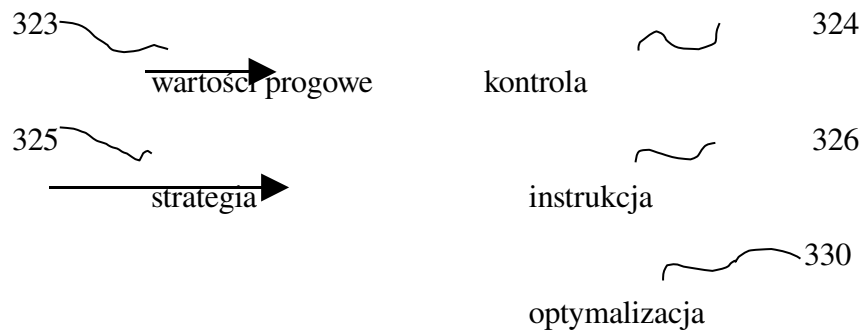 323 324
wartości progowe kontrola
325 326
strategia instrukcja
330
optymalizacja